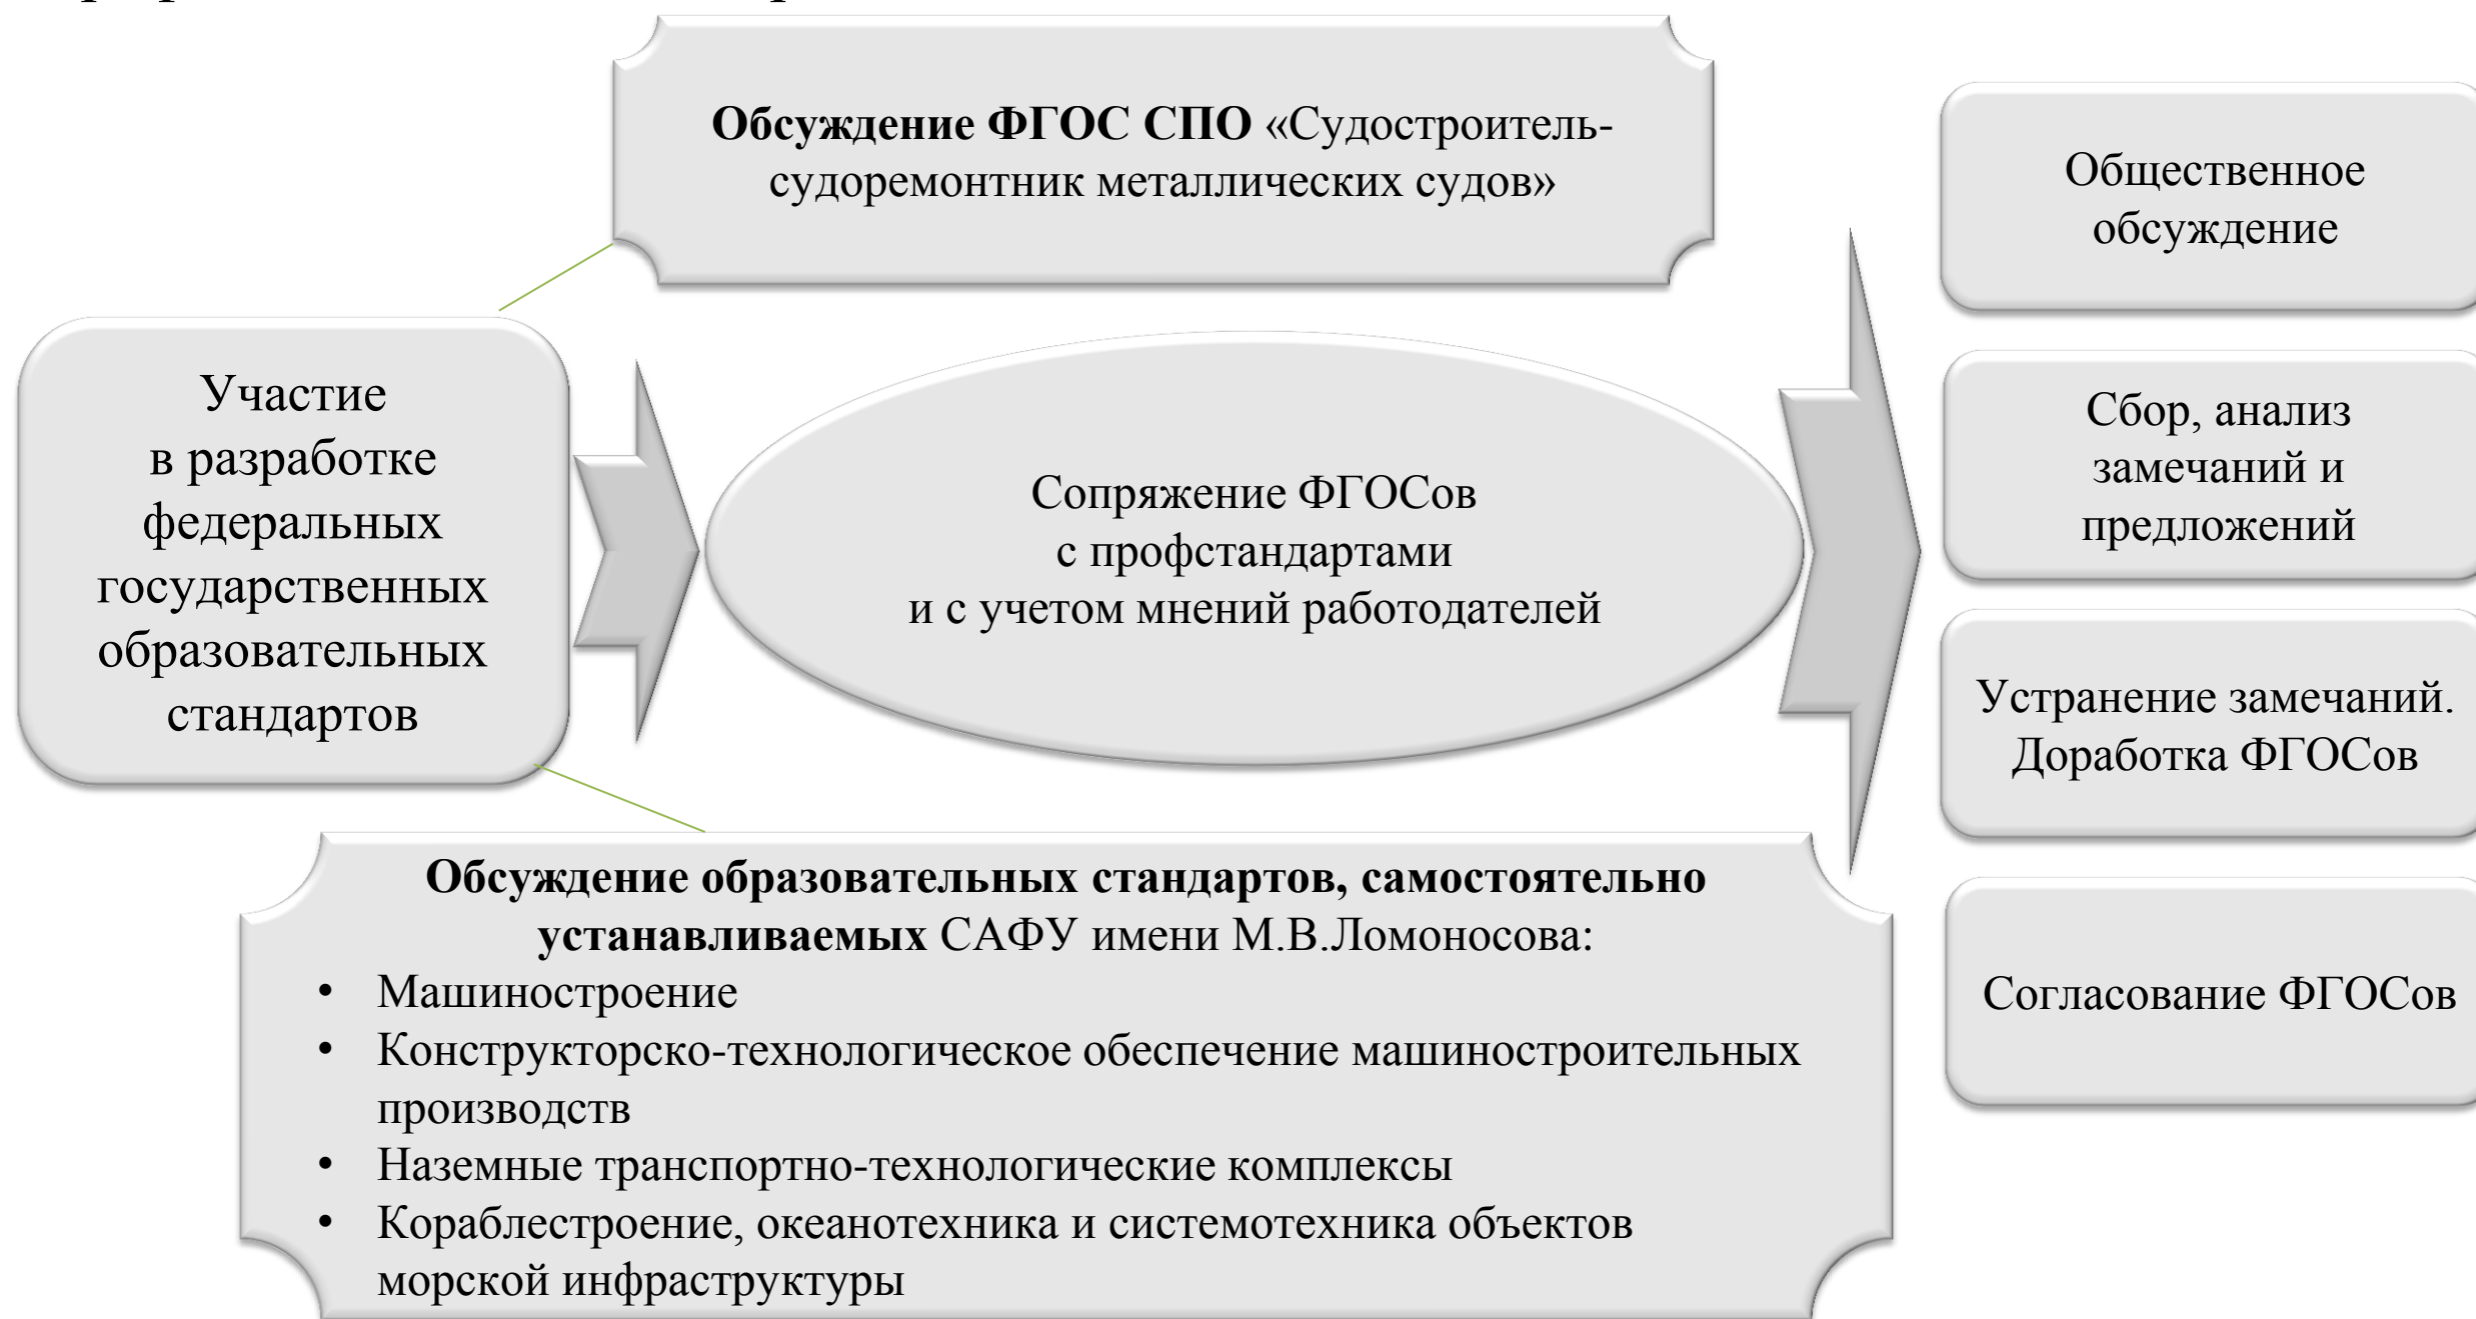 Обсуждение ФГОС СПО «Судостроитель-
судоремонтник металлических судов»
Участие
в разработке
федеральных
государственных
образовательных
стандартов
Сопряжение ФГОСов
с профстандартами
и с учетом мнений работодателей
Обсуждение образовательных стандартов, самостоятельно
устанавливаемых САФУ имени М.В.Ломоносова:
• Машиностроение
• Конструкторско-технологическое обеспечение машиностроительных
производств
• Наземные транспортно-технологические комплексы
• Кораблестроение, океанотехника и системотехника объектов
морской инфраструктуры
Общественное
обсуждение
Сбор, анализ
замечаний и
предложений
Устранение замечаний.
Доработка ФГОСов
Согласование ФГОСов